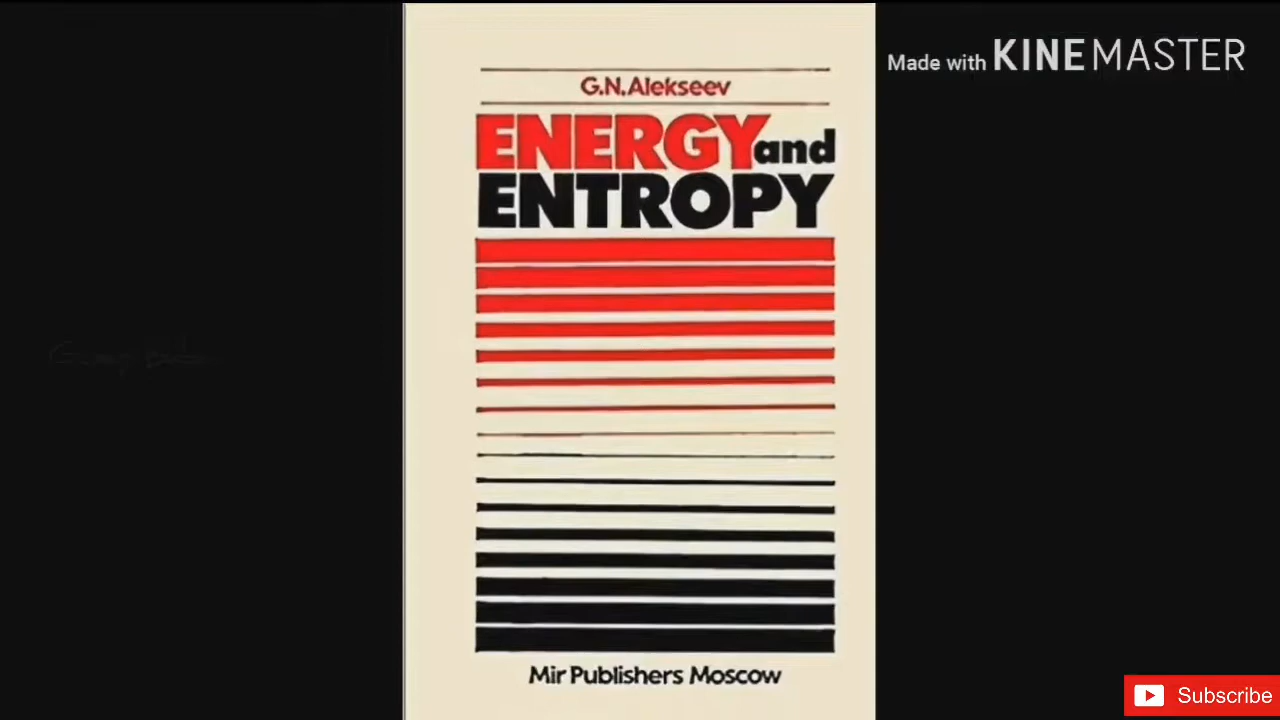 Made with KINEMASTER
G.N.Alekseev
ENERGY and
ENTROPY
Mir Publishers Moscow
Subscribe